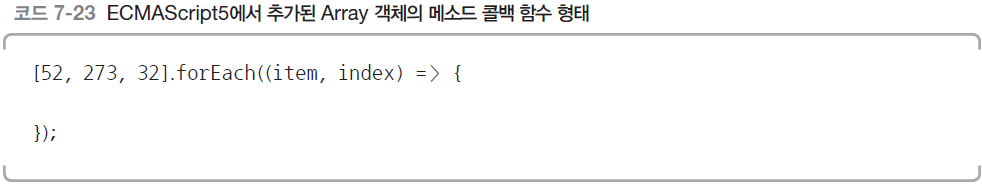 코드 7-23 ECMAScript5에서 추가된 Array 객체의 메소드 콜백 함수 형태
[52, 273, 32].forEach((item, index) => {
});